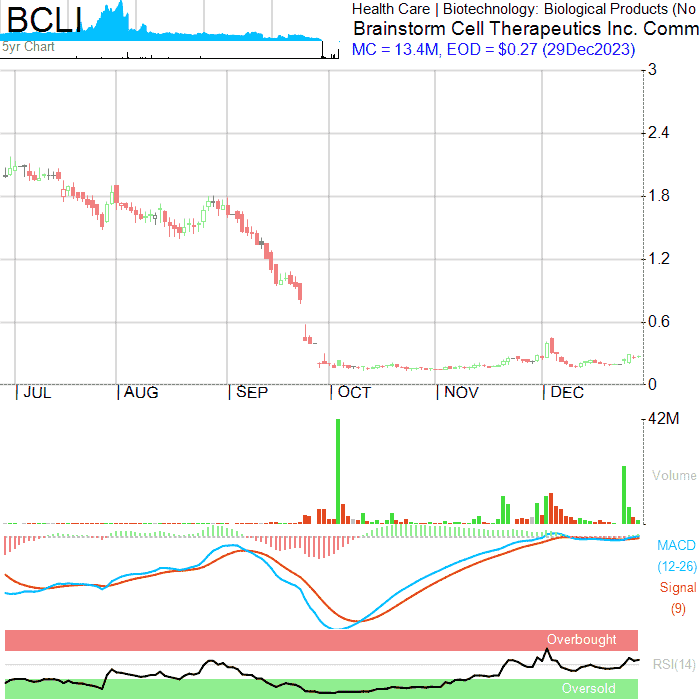 BCLI
5yr Chart
Health Care | Biotechnology: Biological Products (No
Brainstorm Cell Therapeutics Inc. Comm
MC = 13.4M, EOD = $0.27 (29Dec2023)
3
2.4
1.8
1.2
0.6
0
JUL
AUG
SEP
OCT
NOV
DEC
42M
Volume
MACD
(12-26)
Signal
(9)
Overbought
RSI(14)
Oversold